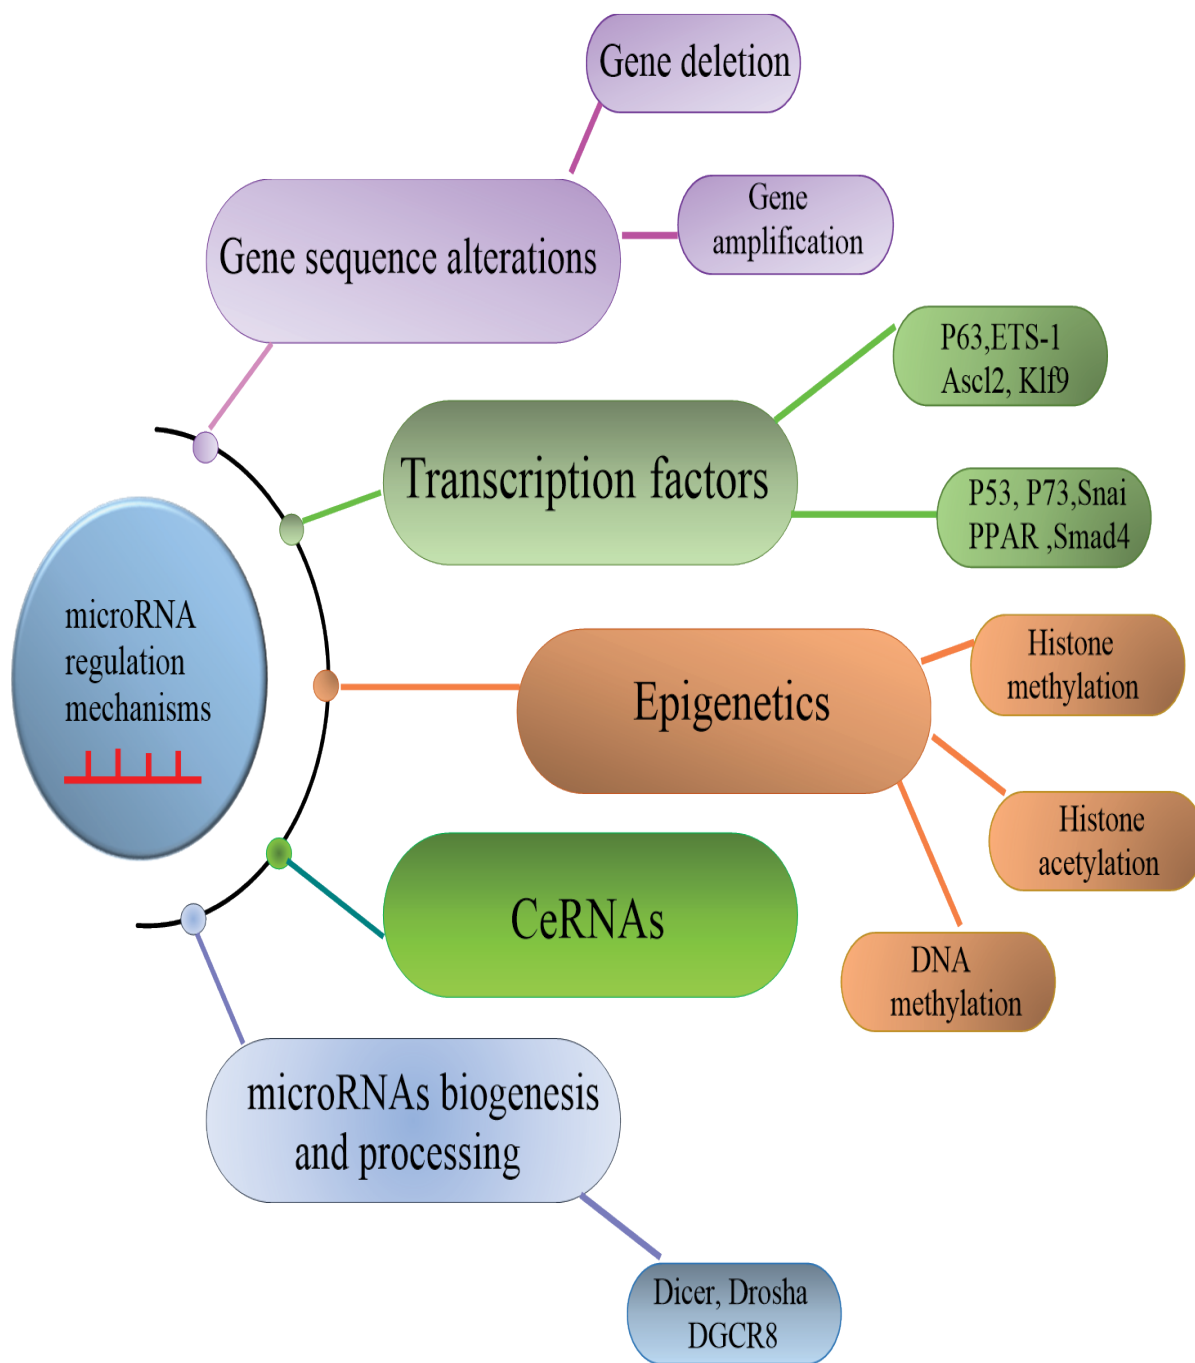 Gene deletion
Gene
amplification
Gene sequence alterations
P63,ETS-1
Ascl2, Klf9
Transcription factors
P53, P73,Snai
PPAR ,Smad4
microRNA
regulation
mechanisms
Histone
methylation
Epigenetics
Histone
acetylation
CeRNAs
DNA
methylation
microRNAs biogenesis
and processing
Dicer, Drosha
DGCR8